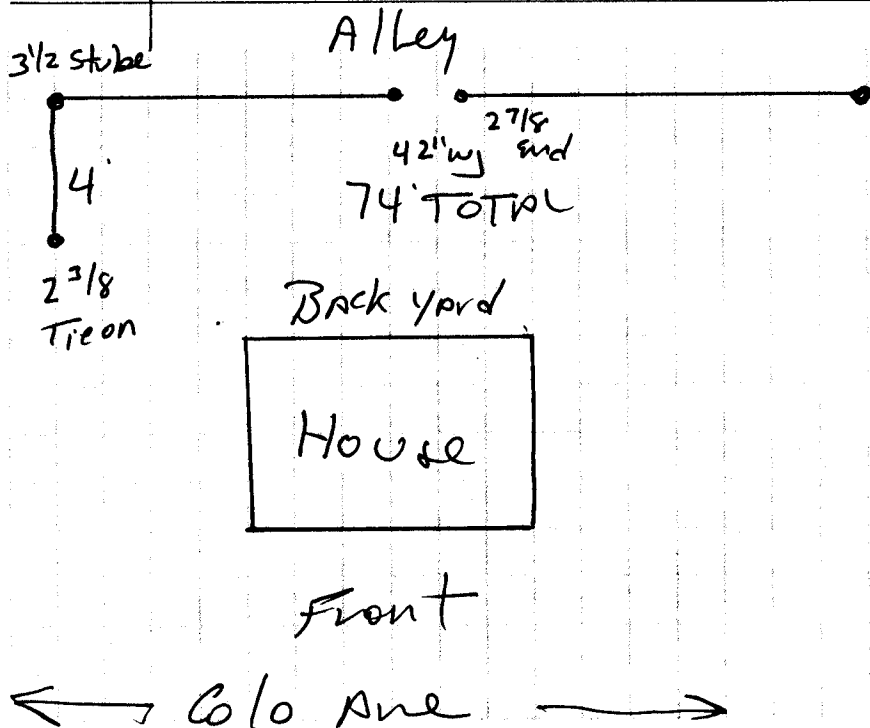 Alley
3 1/2 stube
2 7/8
42" wg end
4'
74' TOTAL
2 3/8
Tie on
Back yard
House
Front
Colo Ave